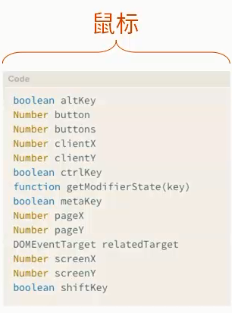 鼠标
Code
boolean altKey
Number button
Number buttons
Number clientX
Number clientY
boolean ctrlKey
function getModifierState(key)
boolean metaKey
Number pageX
Number pageY
DOMEventTarget relatedTarget
Number screenX
Number screenY
boolean shiftKey